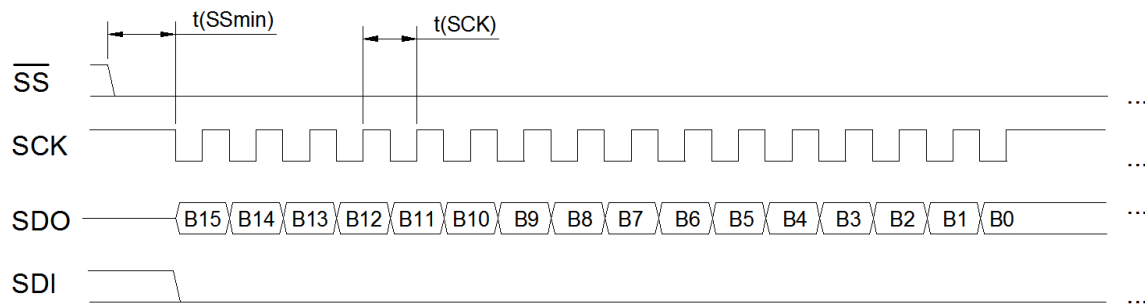 t(SSmin) t(SCK)
SS
...
SCK
...
SDO B15 B14 B13 B12 B11 B10 B9 B8 B7 B6 B5 B4 B3 B2 B1 B0 ...
SDI
...